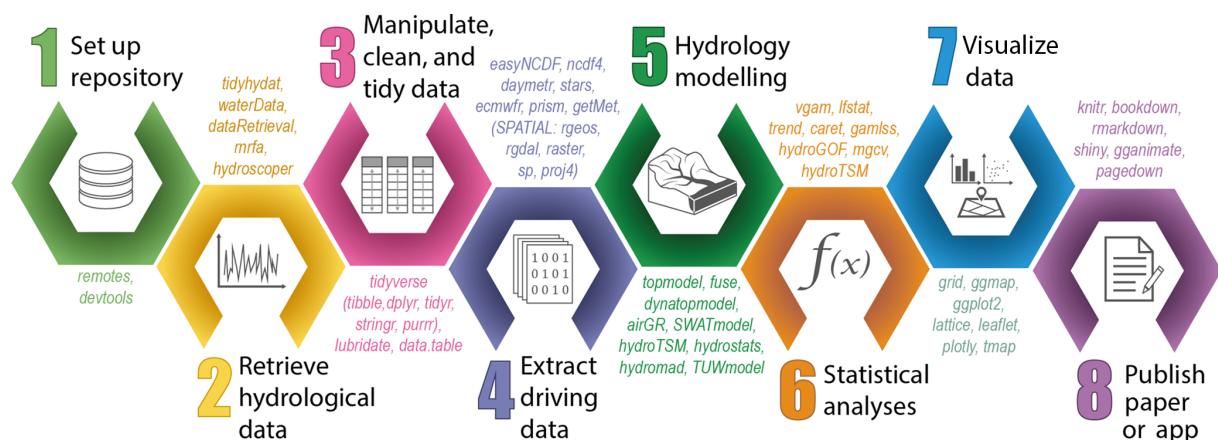 1 Set up
repository
remotes,
devtools
tidyhydat,
waterData,
dataRetrieval,
rnrfa,
hydroscoper
2 Retrieve
hydrological
data
3 Manipulate,
clean, and
tidy data
tidyverse
(tibble,dplyr, tidyr,
stringr, purrr),
lubridate, data.table
easyNCDF, ncdf4,
daymetr, stars,
ecmwfr, prism, getMet,
(SPATIAL: rgeos,
rgdal, raster,
sp, proj4)
1001
0101
0010
4 Extract
driving
data
5 Hydrology
modelling
topmodel, fuse,
dynatopmodel,
airGR, SWATmodel,
hydroTSM, hydrostats,
hydromad, TUWmodel
vgam, lfstat,
trend, caret, gamlss,
hydroGOF, mgcv,
hydroTSM
f(x)
6 Statistical
analyses
7 Visualize
data
grid, ggmap,
ggplot2,
lattice, leaflet,
plotly, tmap
knitr, bookdown,
rmarkdown,
shiny, gganimate,
pagedown
8 Publish
paper
or app